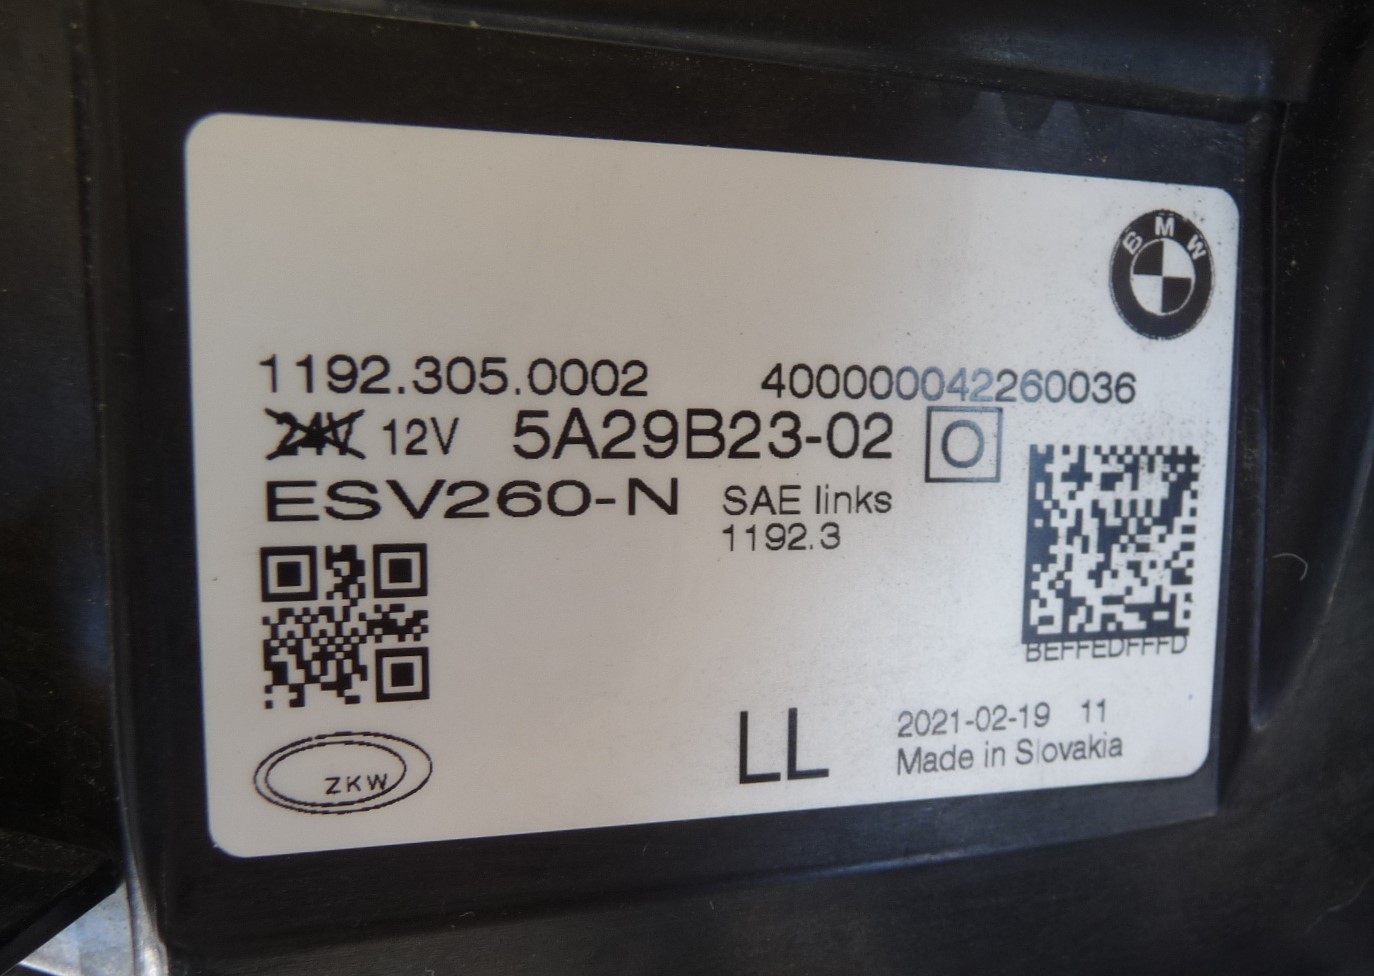 BMW
1192.305.0002 400000042260036
24V 12V 5A29B23-02 O
ESV260-N SAE links
1192.3
BEFFEDFFFD
LL 2021-02-19 11
Made in Slovakia
ZKW